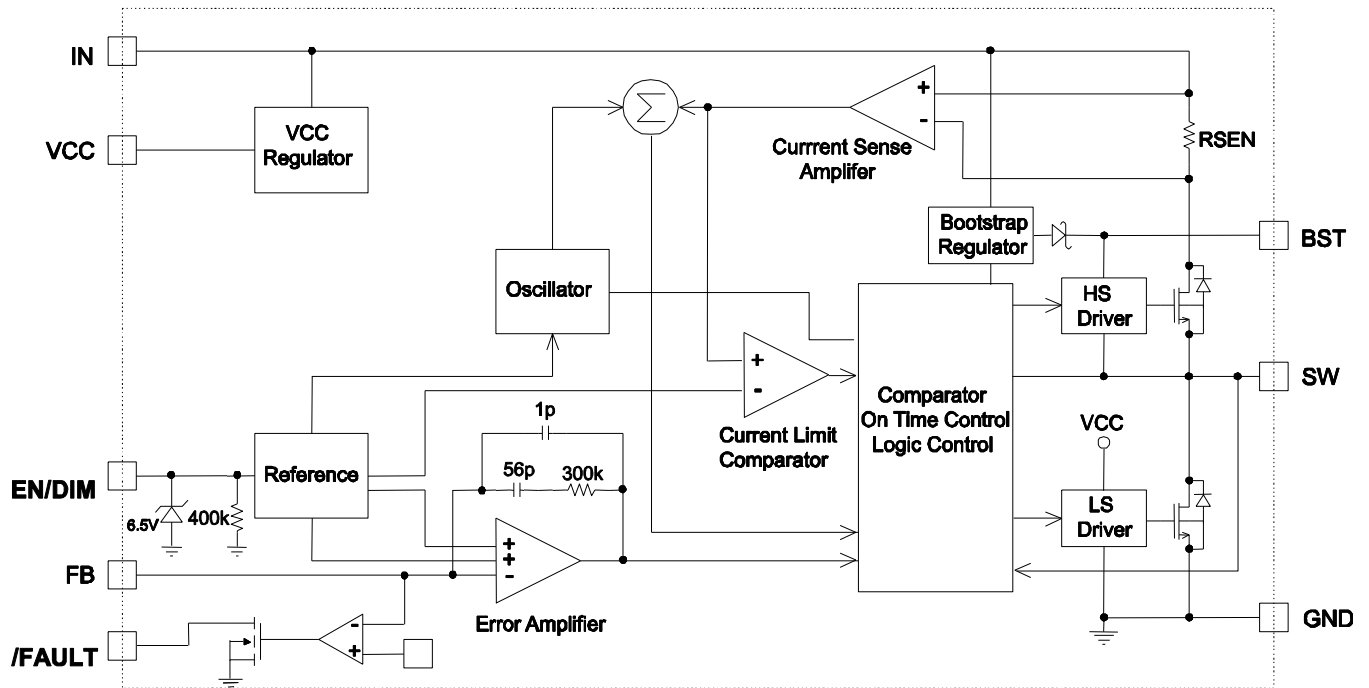 IN
VCC
VCC
Regulator
Σ
+
-
Currrent Sense
Amplifer
RSEN
Bootstrap
Regulator
BST
Oscillator
HS
Driver
+
-
Current Limit
Comparator
Comparator
On TIme Control
Logic Control
SW
VCC
1p
56p
300k
Reference
EN/DIM
6.5V
400k
LS
Driver
+
+
-
Error Amplifier
FB
/FAULT
-
+
GND